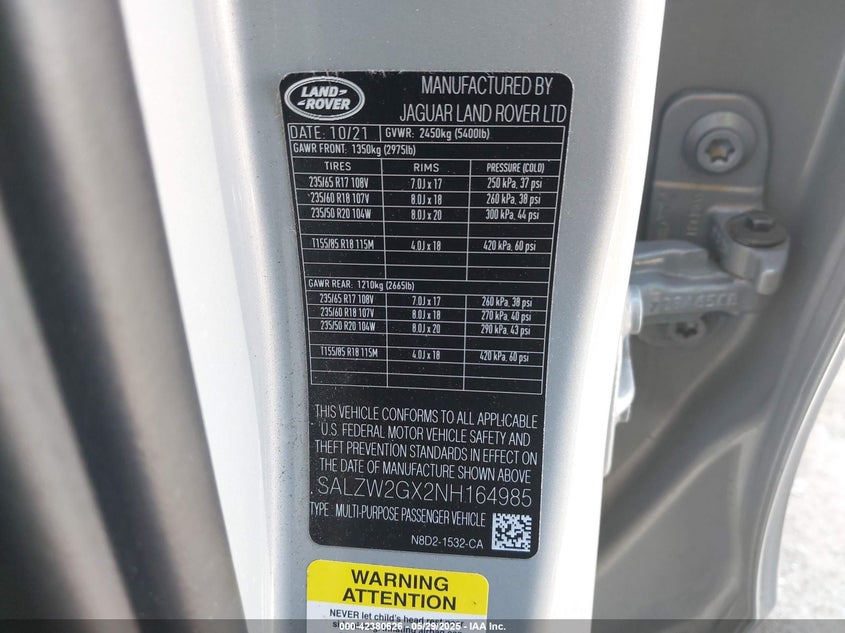 LAND ROVER
MANUFACTURED BY
JAGUAR LAND ROVER LTD
DATE: 10/21 GVWR: 2450kg (5400lb)
GAWR FRONT: 1350kg (2975lb)
TIRES RIMS PRESSURE (COLD)
235/65 R17 108V 7.0J x 17 250 kPa, 37 psi
235/60 R18 107V 8.0J x 18 260 kPa, 38 psi
235/50 R20 104W 8.0J x 20 300 kPa, 44 psi
T155/85 R18 115M 4.0J x 18 420 kPa, 60 psi
GAWR REAR: 1210kg (2665lb)
235/65 R17 108V 7.0J x 17 260 kPa, 38 psi
235/60 R18 107V 8.0J x 18 270 kPa, 40 psi
235/50 R20 104W 8.0J x 20 290 kPa, 43 psi
T155/85 R18 115M 4.0J x 18 420 kPa, 60 psi
THIS VEHICLE CONFORMS TO ALL APPLICABLE
U.S. FEDERAL MOTOR VEHICLE SAFETY AND
THEFT PREVENTION STANDARDS IN EFFECT ON
THE DATE OF MANUFACTURE SHOWN ABOVE
SALZW2GX2NH164985
TYPE: MULTI-PURPOSE PASSENGER VEHICLE
N8D2-1532-CA
WARNING
ATTENTION
NEVER let child's head rest
000-42380626 - 05/29/2025 - IAA, Inc.